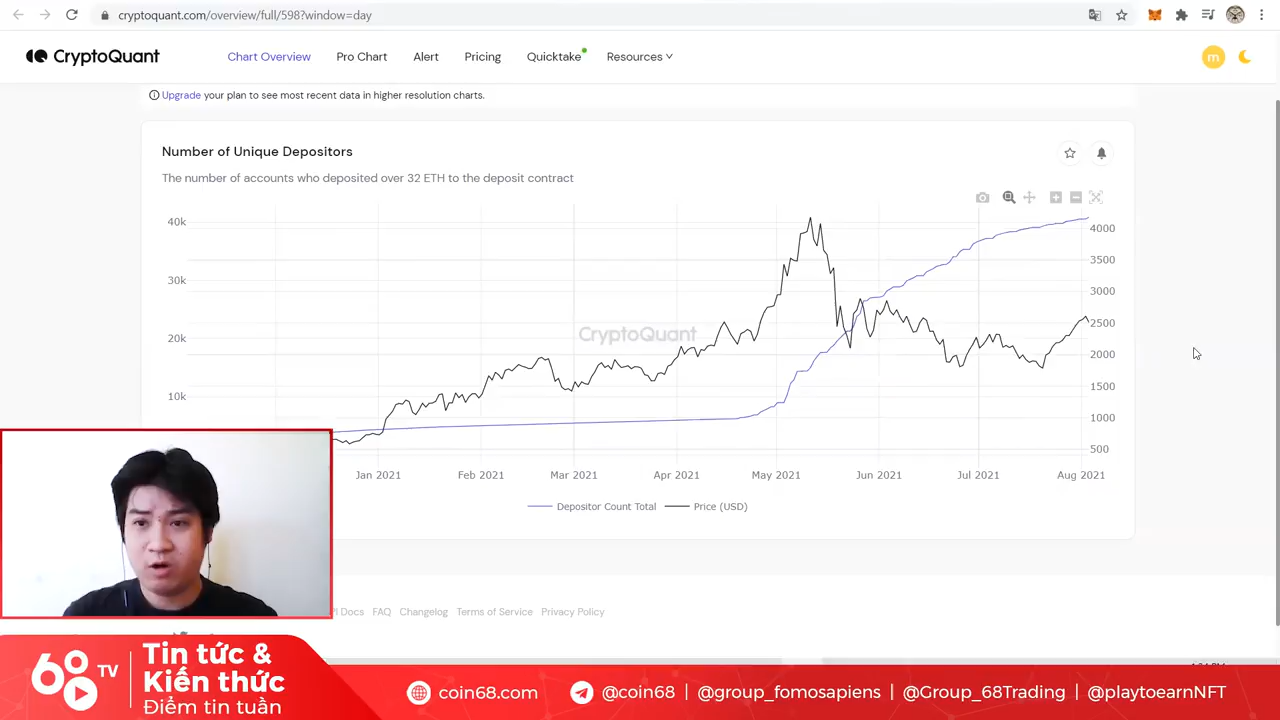 cryptoquant.com/overview/full/598?window=day
CryptoQuant
Chart Overview
Pro Chart
Alert
Pricing
Quicktake
Resources
m
Upgrade your plan to see most recent data in higher resolution charts.
Number of Unique Depositors
The number of accounts who deposited over 32 ETH to the deposit contract
40k
30k
20k
10k
4000
3500
3000
2500
2000
1500
1000
500
CryptoQuant
Jan 2021
Feb 2021
Mar 2021
Apr 2021
May 2021
Jun 2021
Jul 2021
Aug 2021
Depositor Count Total
Price (USD)
Docs
FAQ
Changelog
Terms of Service
Privacy Policy
68 TV
Tin tức &
Kiến thức
Điểm tin tuần
coin68.com
@coin68 | @group_fomosapiens | @Group_68Trading | @playtoearnNFT